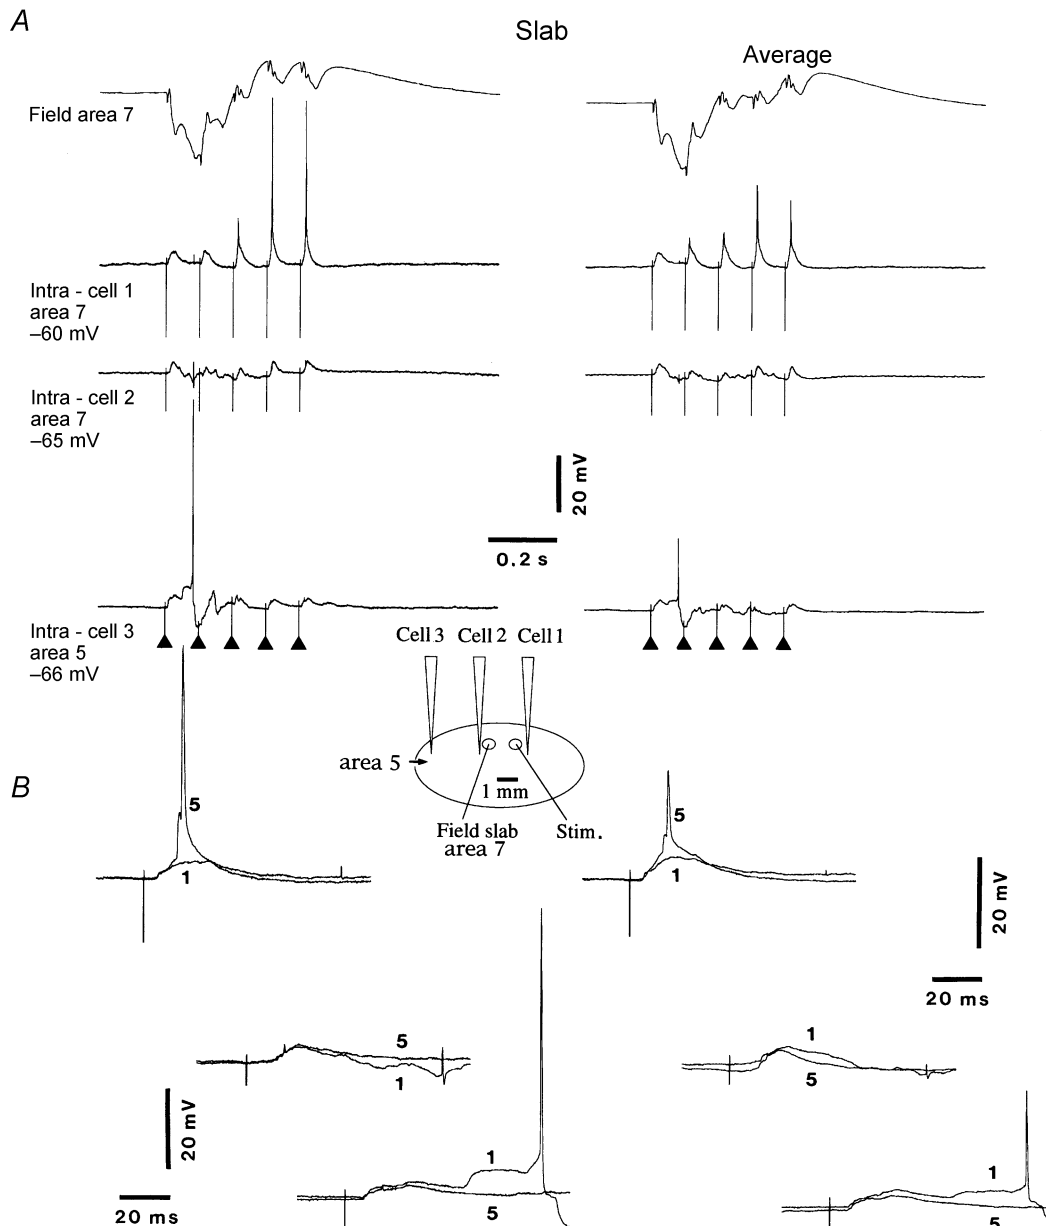 A
Slab
Average
Field area 7
Intra - cell 1
area 7
–60 mV
Intra - cell 2
area 7
–65 mV
20 mV
0.2 s
Intra - cell 3
area 5
–66 mV
Cell 3 Cell 2 Cell 1
area 5
1 mm
Field slab
area 7
Stim.
B
5
1
5
1
20 mV
20 ms
5
1
1
5
20 mV
20 ms
1
5
1
5